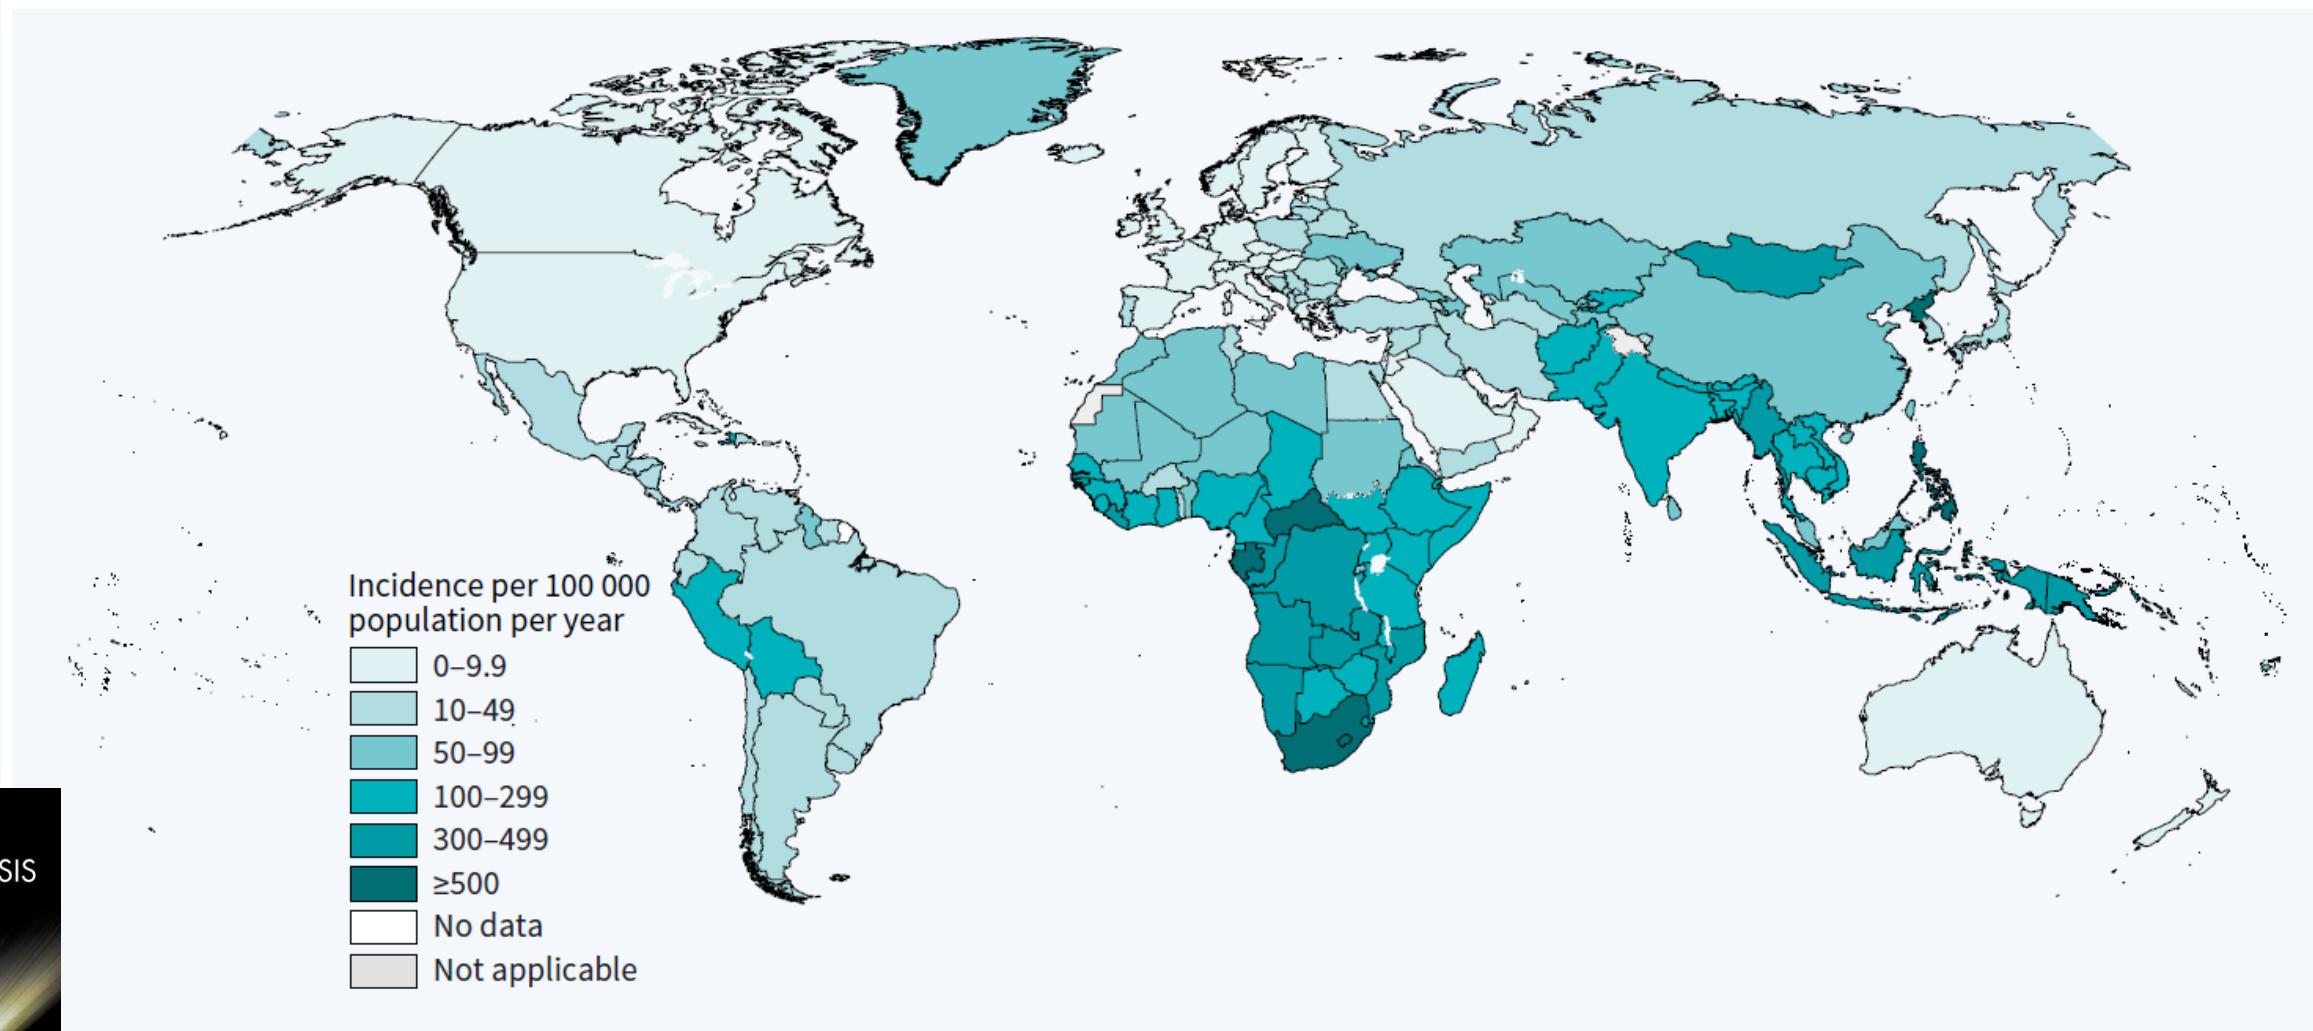 Incidence per 100 000
population per year
0–9.9
10–49
50–99
100–299
300–499
≥500
No data
Not applicable
SIS